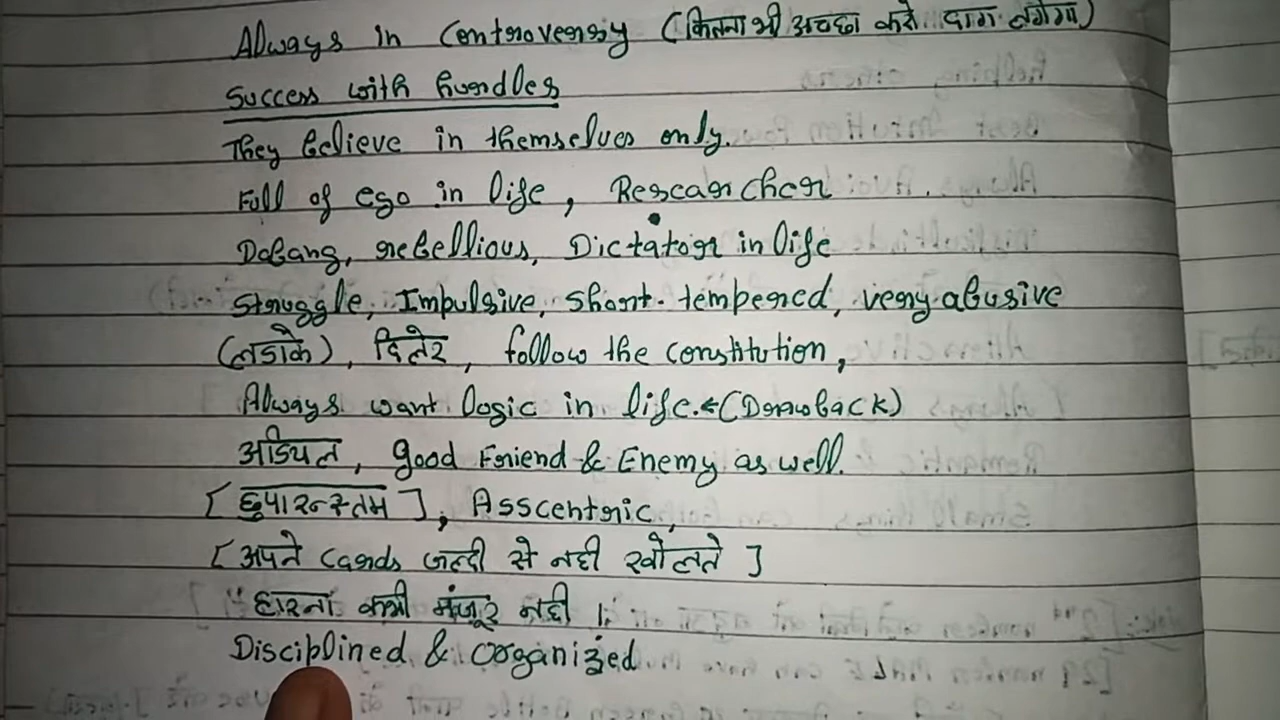 Always in Controversy (कितना भी अच्छा करो दाग लगेगा)
Success with hurdles
They believe in themselves only.
Full of ego in life, Researcher
Dabang, rebellious, Dictator in life
Struggle, Impulsive, short-tempered, very abusive
(लडाके), दिलेर, follow the constitution,
Always want logic in life.←(Drawback)
अडियल, good Friend & Enemy as well.
[छुपारुस्तम], Asscentric,
[अपने cards जल्दी से नही खोलते]
"हारना कभी मंजूर नही।
Disciplined & Organized